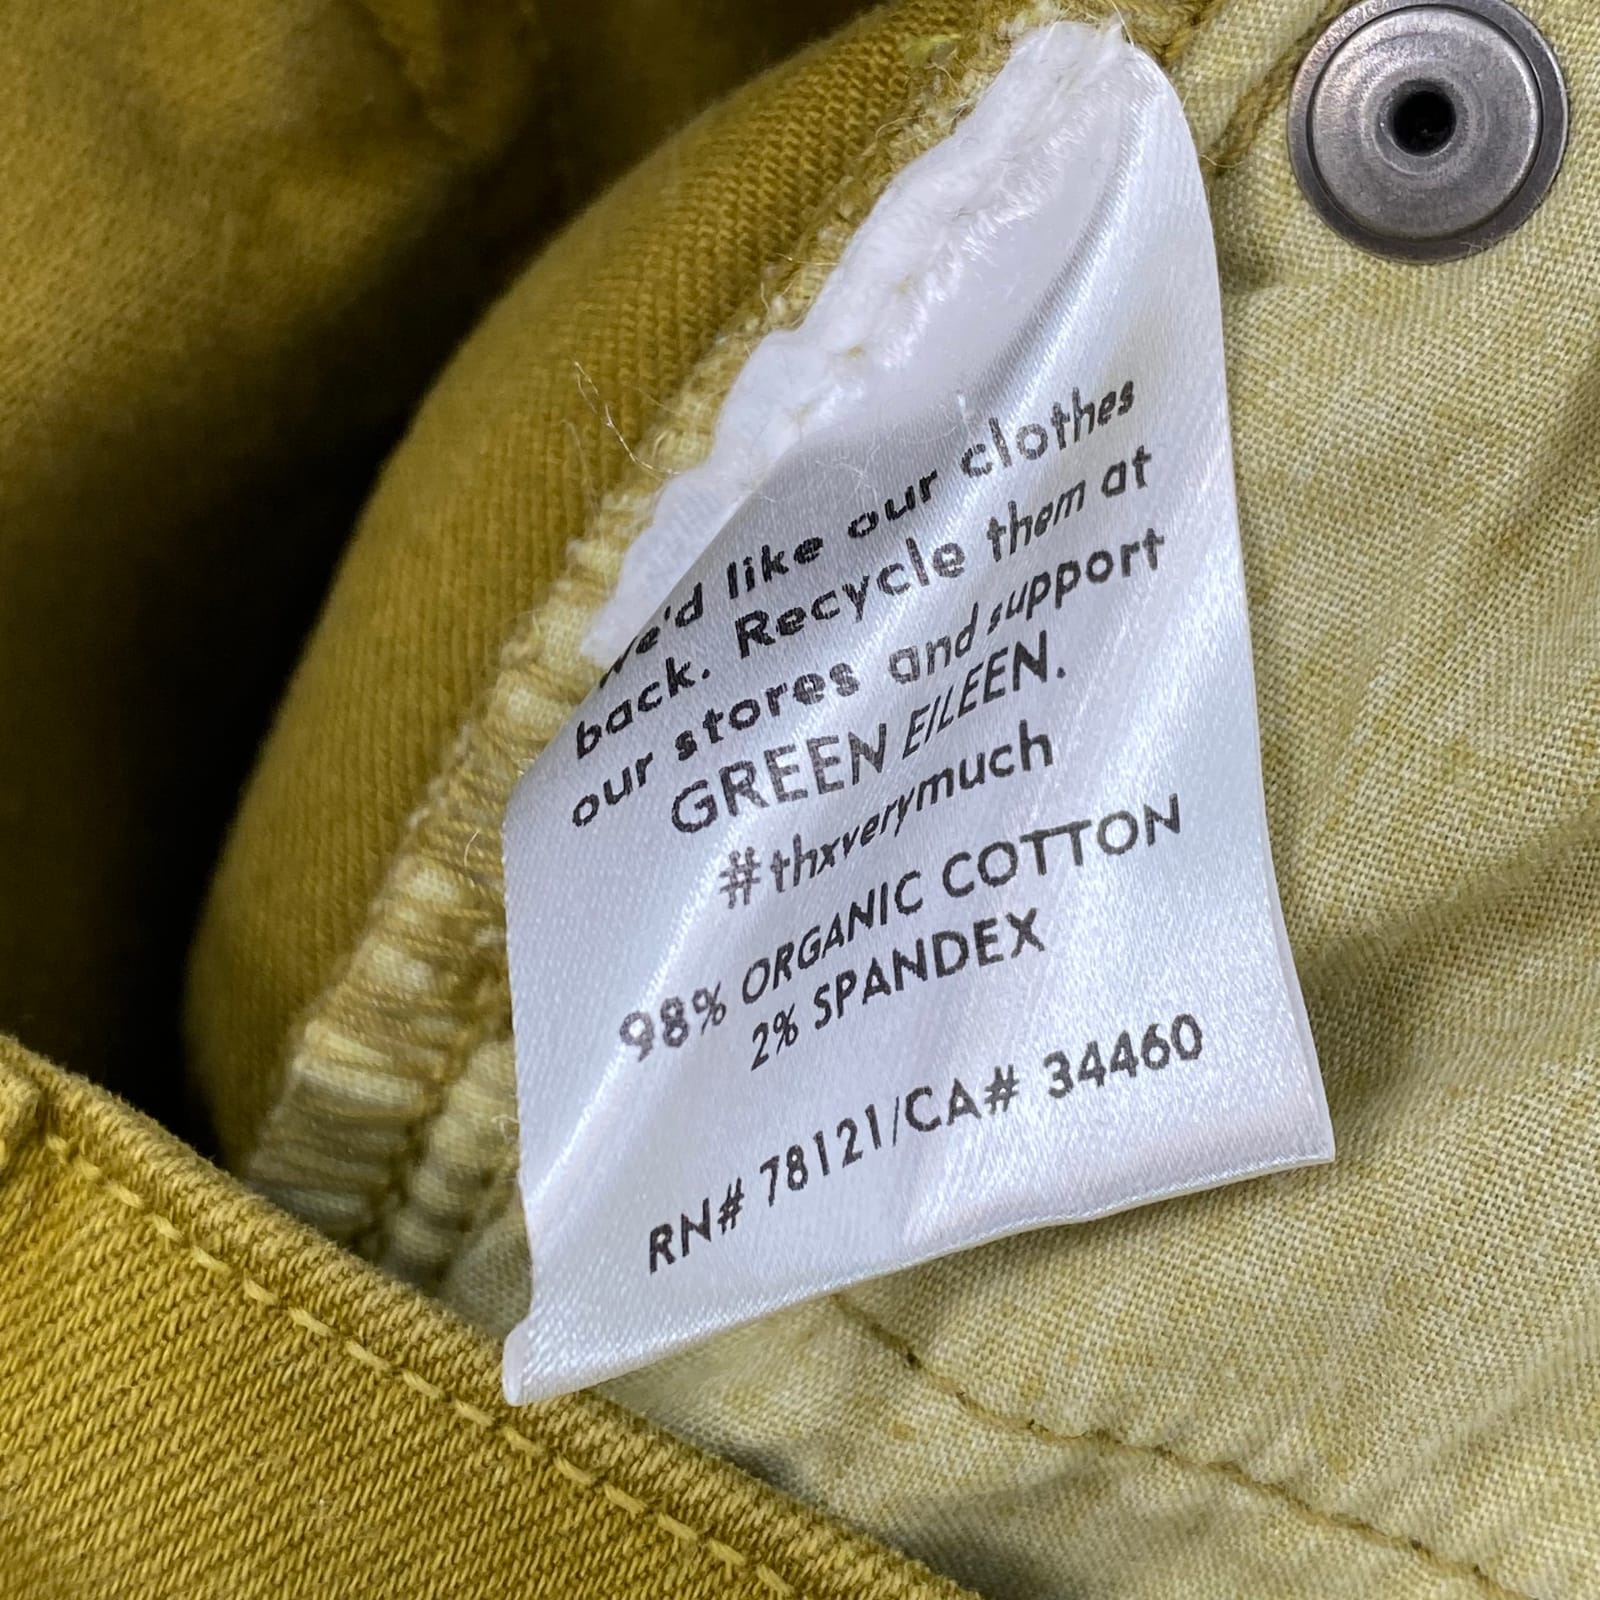 We'd like our clothes
back. Recycle them at
our stores and support
GREEN EILEEN.
#thxverymuch
98% ORGANIC COTTON
2% SPANDEX
RN# 78121/CA# 34460